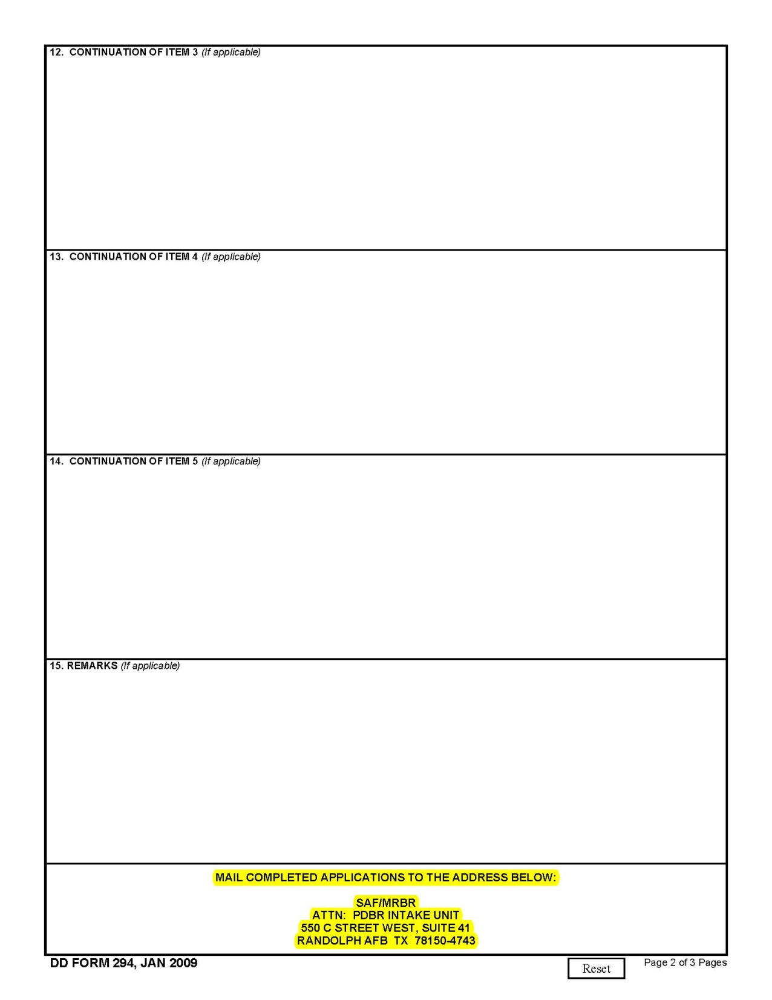 12. CONTINUATION OF ITEM 3 (If applicable)
13. CONTINUATION OF ITEM 4 (If applicable)
14. CONTINUATION OF ITEM 5 (If applicable)
15. REMARKS (If applicable)
MAIL COMPLETED APPLICATIONS TO THE ADDRESS BELOW:
SAF/MRBR
ATTN: PDBR INTAKE UNIT
550 C STREET WEST, SUITE 41
RANDOLPH AFB TX 78150-4743
DD FORM 294, JAN 2009
Reset
Page 2 of 3 Pages